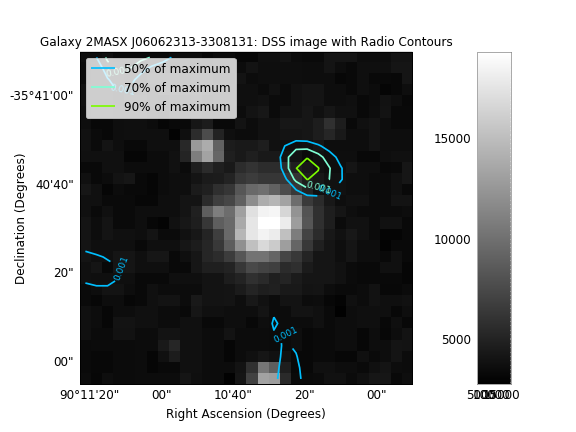 Galaxy 2MASX J06062313-3308131: DSS image with Radio Contours
50% of maximum
70% of maximum
90% of maximum
-35°41'00"
40'40"
20"
00"
Declination (Degrees)
0.001
0.001
0.001
0.001
90°11'20"
00"
10'40"
20"
00"
Right Ascension (Degrees)
15000
10000
5000